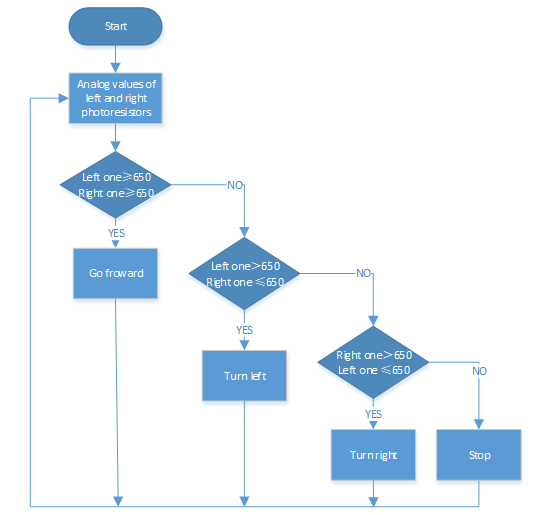 Start
Analog values of
left and right
photoresistors
Left one≥650
Right one≥650
NO
YES
Go froward
Left one>650
Right one ≤650
NO
YES
Turn left
Right one>650
Left one ≤650
NO
YES
Turn right
Stop